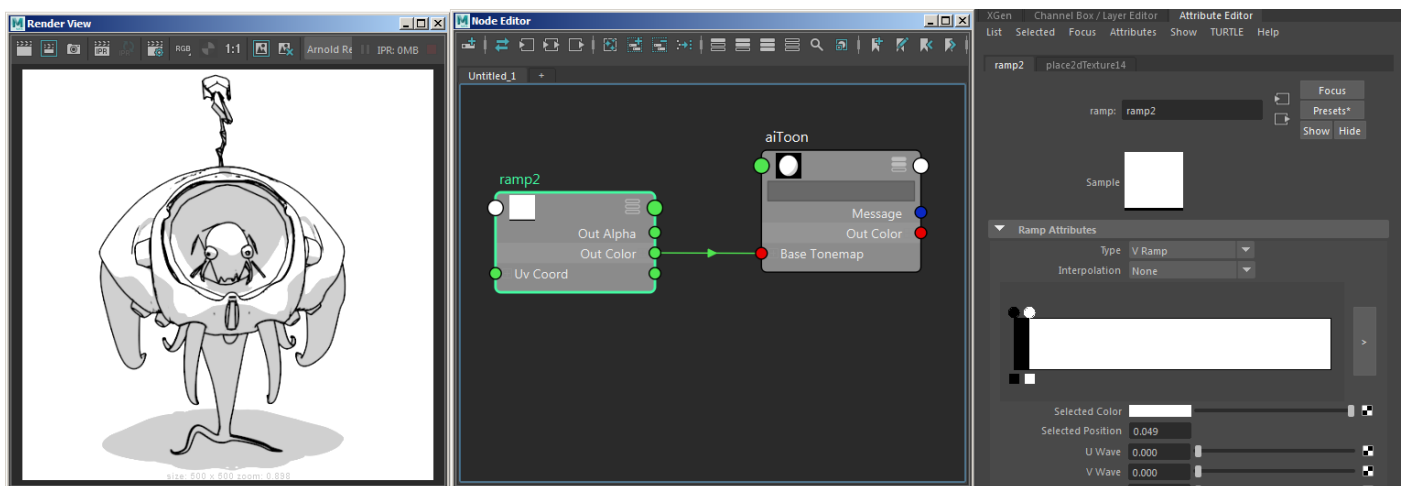 Render View
RGB 1:1 Arnold Re IPR: 0MB
IPR
size: 500 x 500 zoom: 0.896
Node Editor
Untitled_1 +
ramp2
Out Alpha
Out Color
Uv Coord
aiToon
Message
Out Color
Base Tonemap
XGen Channel Box / Layer Editor Attribute Editor
List Selected Focus Attributes Show TURTLE Help
ramp2 place2dTexture14
Focus
ramp: ramp2 Presets*
Show Hide
Sample
Ramp Attributes
Type V Ramp
Interpolation None
>
Selected Color
Selected Position 0.049
U Wave 0.000
V Wave 0.000